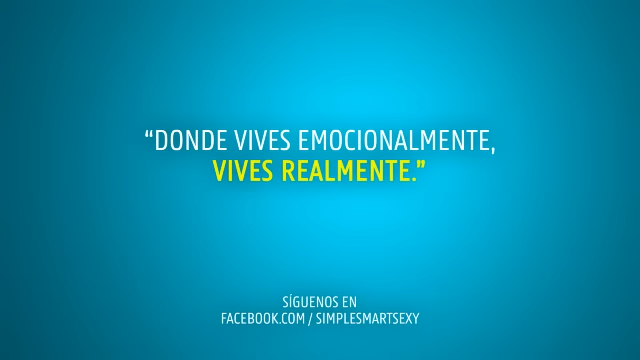 “DONDE VIVES EMOCIONALMENTE,
VIVES REALMENTE.”
SÍGUENOS EN
FACEBOOK.COM / SIMPLESMARTSEXY